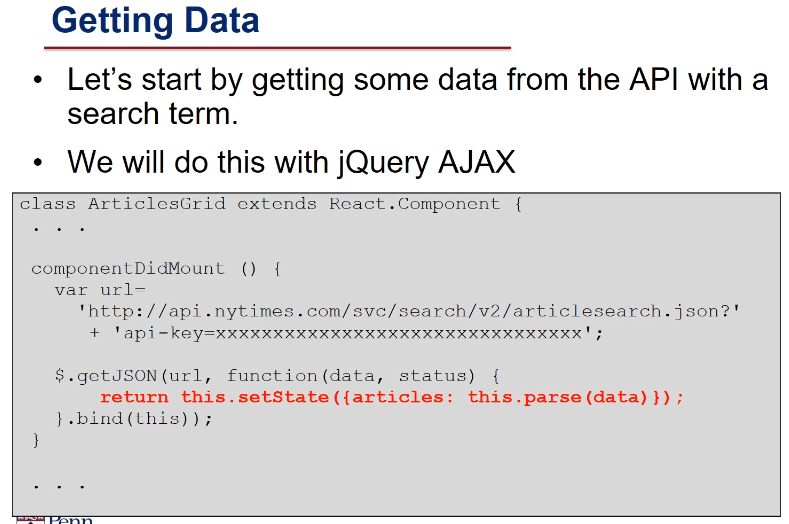 Getting Data
• Let's start by getting some data from the API with a
search term.
• We will do this with jQuery AJAX
class ArticlesGrid extends React.Component {
. . .
componentDidMount () {
var url=
'http://api.nytimes.com/svc/search/v2/articlesearch.json?'
+ 'api-key=xxxxxxxxxxxxxxxxxxxxxxxxxxxxxxxx';
$.getJSON(url, function(data, status) {
return this.setState({articles: this.parse(data)});
}.bind(this));
}
. . .
Penn